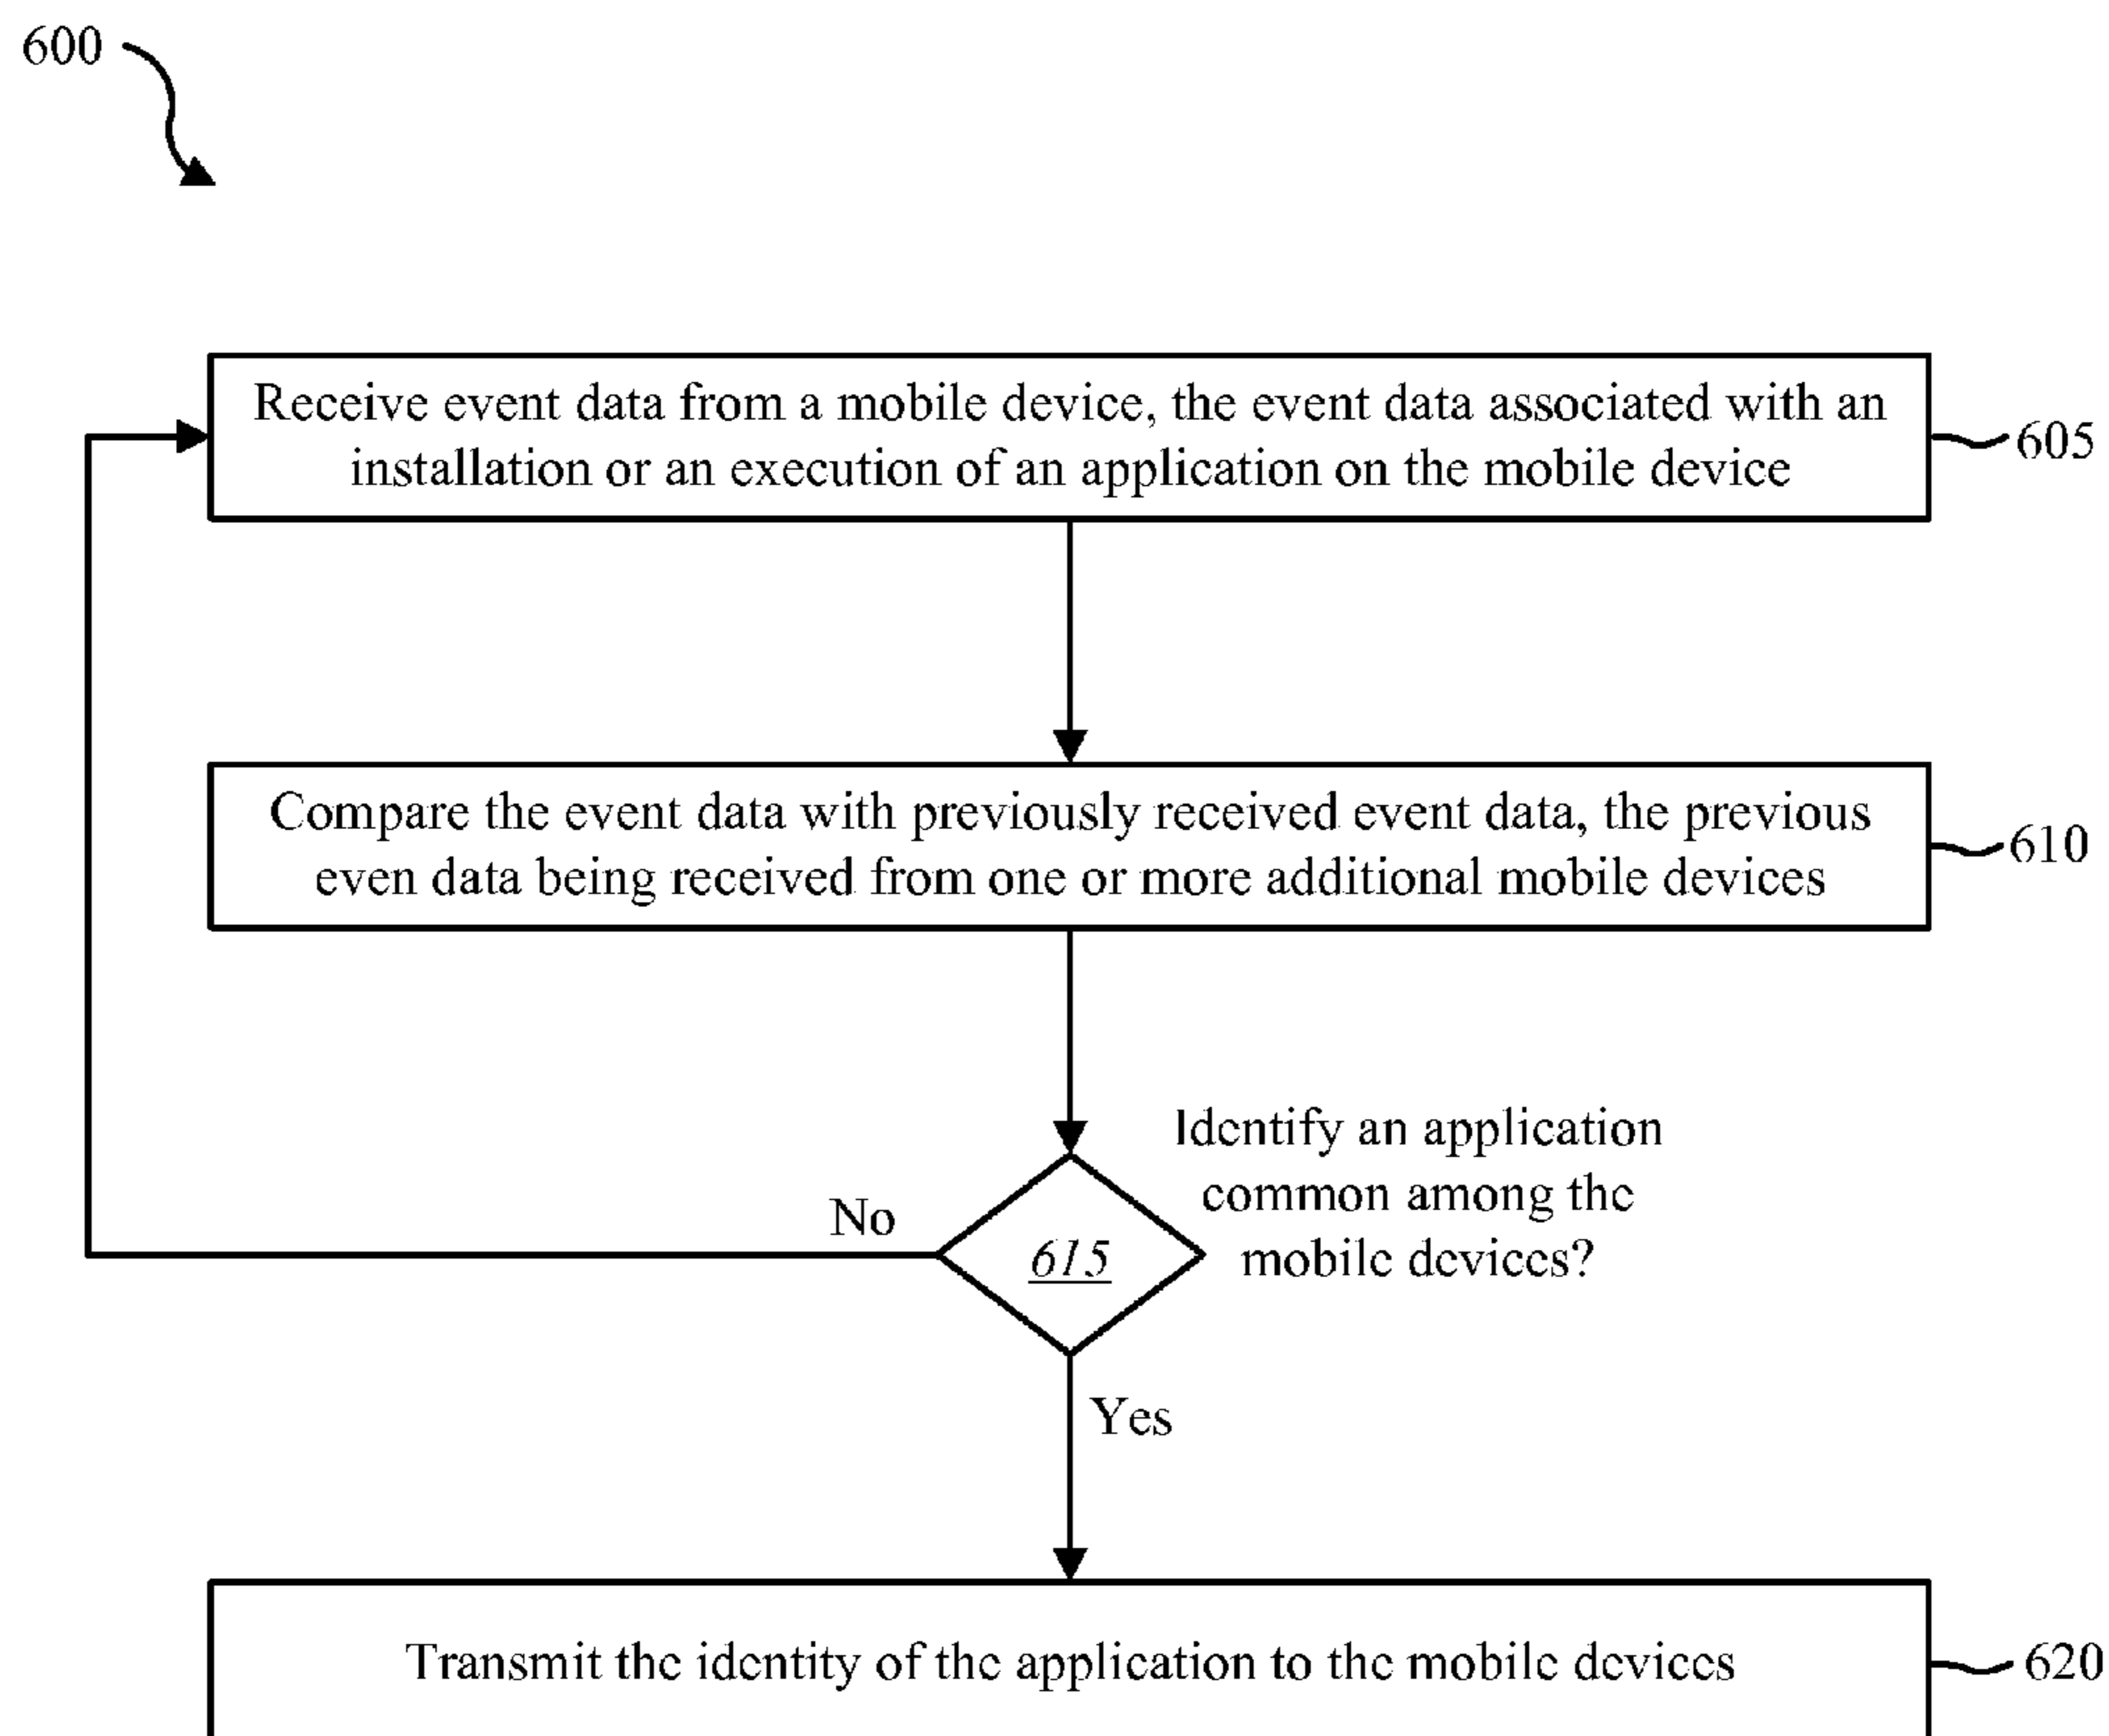 600
Receive event data from a mobile device, the event data associated with an
installation or an execution of an application on the mobile device
605
Compare the event data with previously received event data, the previous
even data being received from one or more additional mobile devices
610
Identify an application
common among the
mobile devices?
No
615
Yes
Transmit the identity of the application to the mobile devices
620